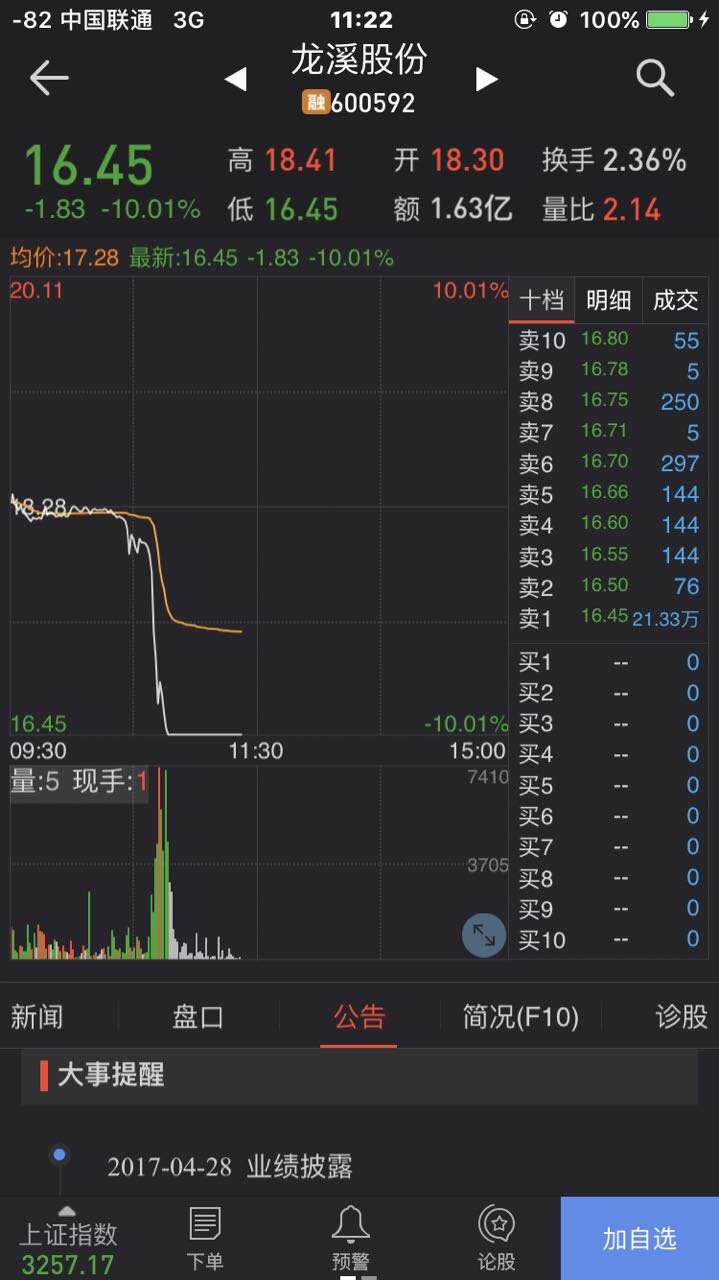 -82 中国联通 3G 11:22 100%
龙溪股份
融600592
16.45 高 18.41 开 18.30 换手 2.36%
-1.83 -10.01% 低 16.45 额 1.63亿 量比 2.14
均价:17.28 最新:16.45 -1.83 -10.01%
20.11 10.01%
18.28
16.45 -10.01%
09:30 11:30 15:00
量:5 现手:1 7410
3705
十档 明细 成交
卖10 16.80 55
卖9 16.78 5
卖8 16.75 250
卖7 16.71 5
卖6 16.70 297
卖5 16.66 144
卖4 16.60 144
卖3 16.55 144
卖2 16.50 76
卖1 16.45 21.33万
买1 -- 0
买2 -- 0
买3 -- 0
买4 -- 0
买5 -- 0
买6 -- 0
买7 -- 0
买8 -- 0
买9 -- 0
买10 -- 0
新闻 盘口 公告 简况(F10) 诊股
大事提醒
2017-04-28 业绩披露
上证指数
3257.17
下单 预警 论股 加自选